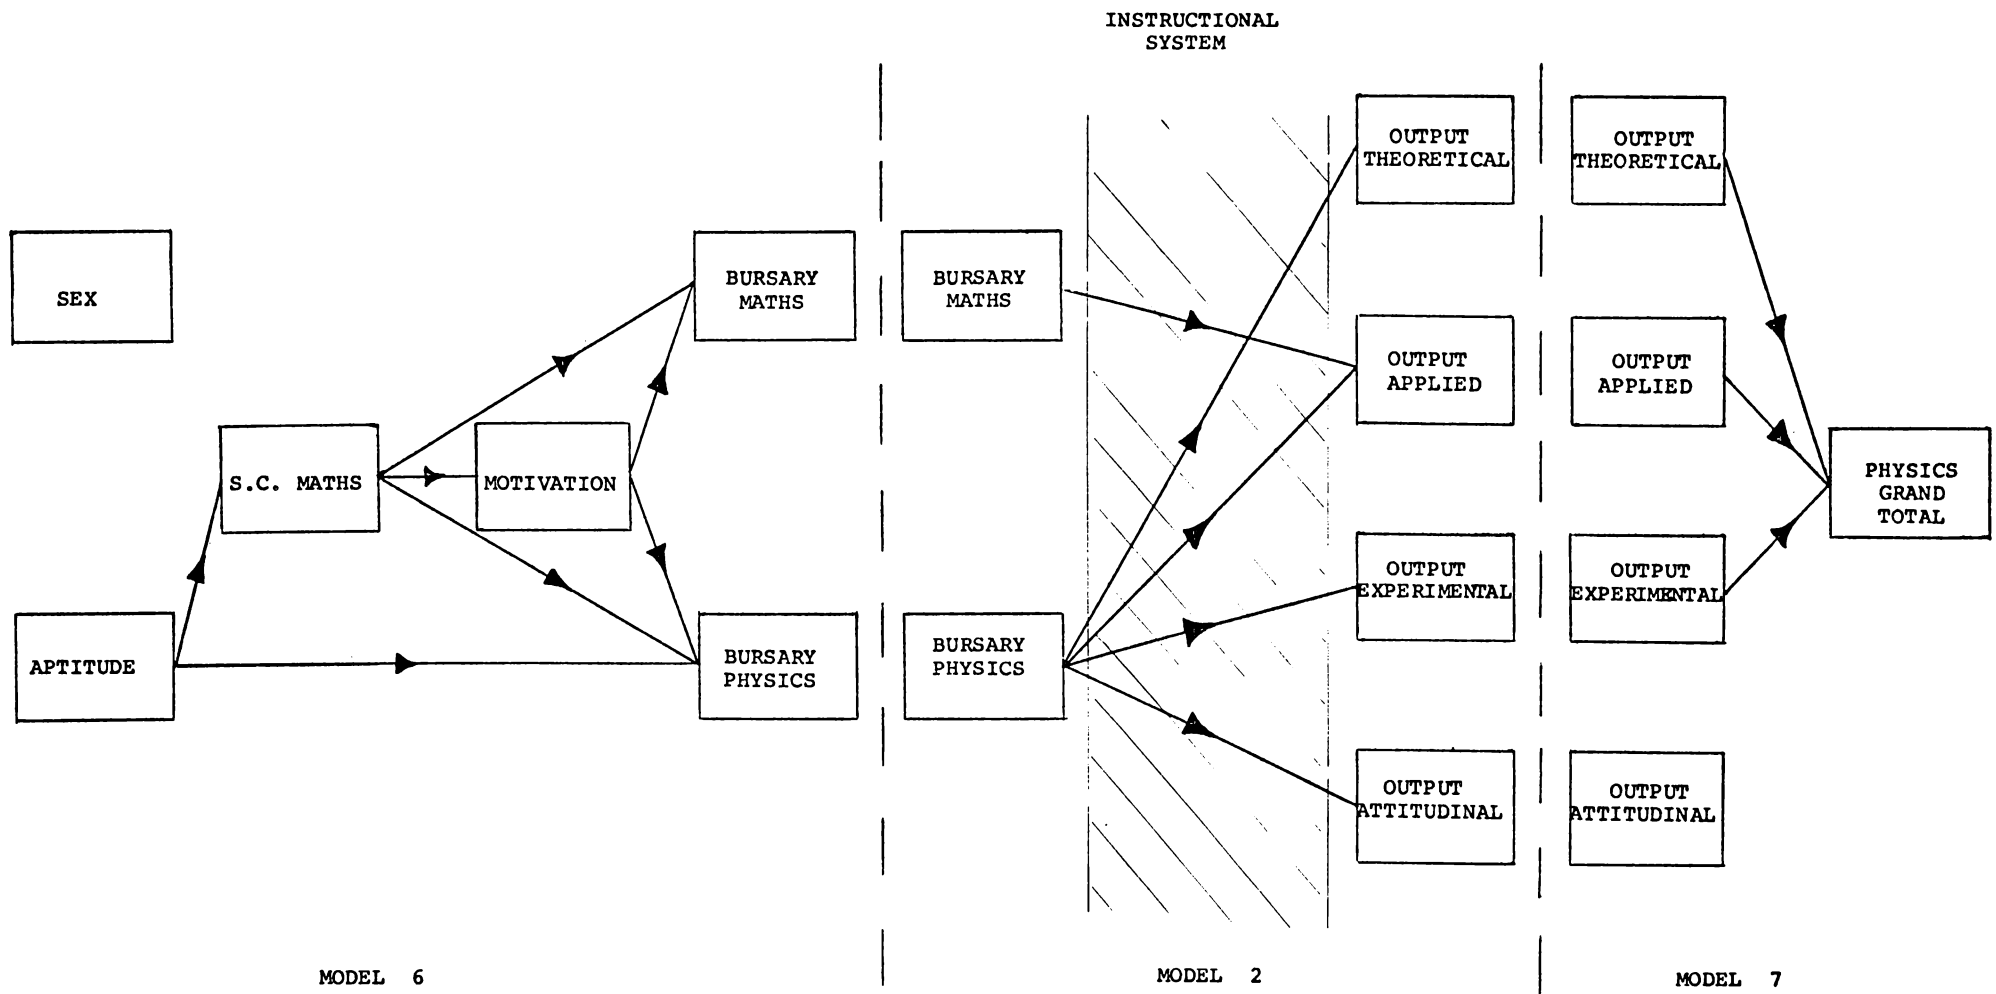 INSTRUCTIONAL
SYSTEM
SEX
S.C. MATHS
MOTIVATION
APTITUDE
BURSARY
MATHS
BURSARY
PHYSICS
MODEL 6
BURSARY
MATHS
BURSARY
PHYSICS
OUTPUT
THEORETICAL
OUTPUT
APPLIED
OUTPUT
EXPERIMENTAL
OUTPUT
ATTITUDINAL
MODEL 2
OUTPUT
THEORETICAL
OUTPUT
APPLIED
OUTPUT
EXPERIMENTAL
OUTPUT
ATTITUDINAL
PHYSICS
GRAND
TOTAL
MODEL 7